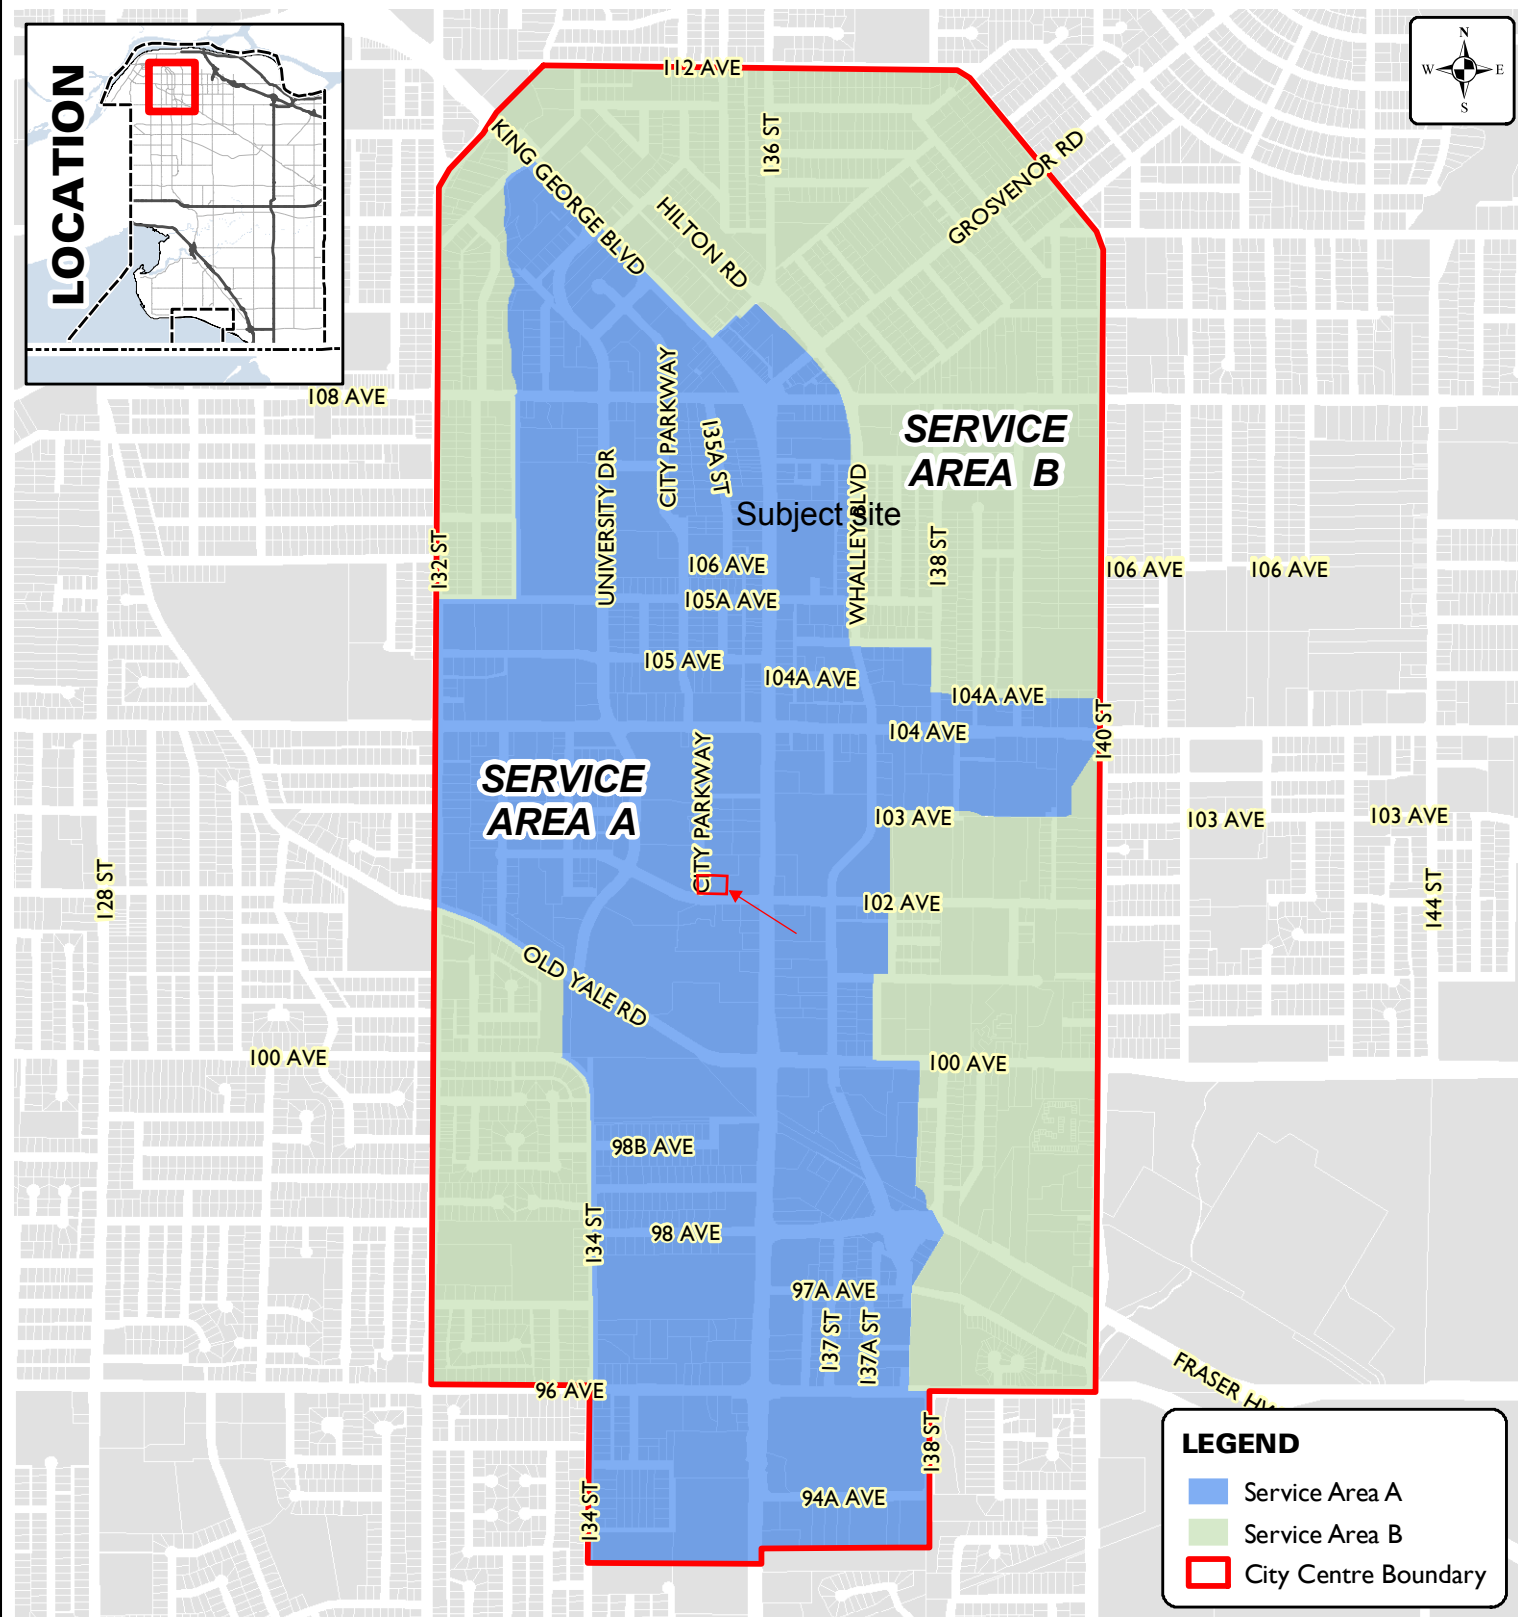 LOCATION
N
W
E
S
112 AVE
KING GEORGE BLVD
136 ST
HILTON RD
GROSVENOR RD
108 AVE
CITY PARKWAY
135A ST
UNIVERSITY DR
SERVICE
AREA B
WHALLEY BLVD
Subject site
132 ST
138 ST
106 AVE
106 AVE
106 AVE
105A AVE
105 AVE
104A AVE
104A AVE
140 ST
104 AVE
CITY PARKWAY
SERVICE
AREA A
103 AVE
103 AVE
103 AVE
128 ST
102 AVE
144 ST
OLD YALE RD
100 AVE
100 AVE
98B AVE
134 ST
98 AVE
97A AVE
137 ST
137A ST
96 AVE
FRASER HW
138 ST
134 ST
94A AVE
LEGEND
Service Area A
Service Area B
City Centre Boundary